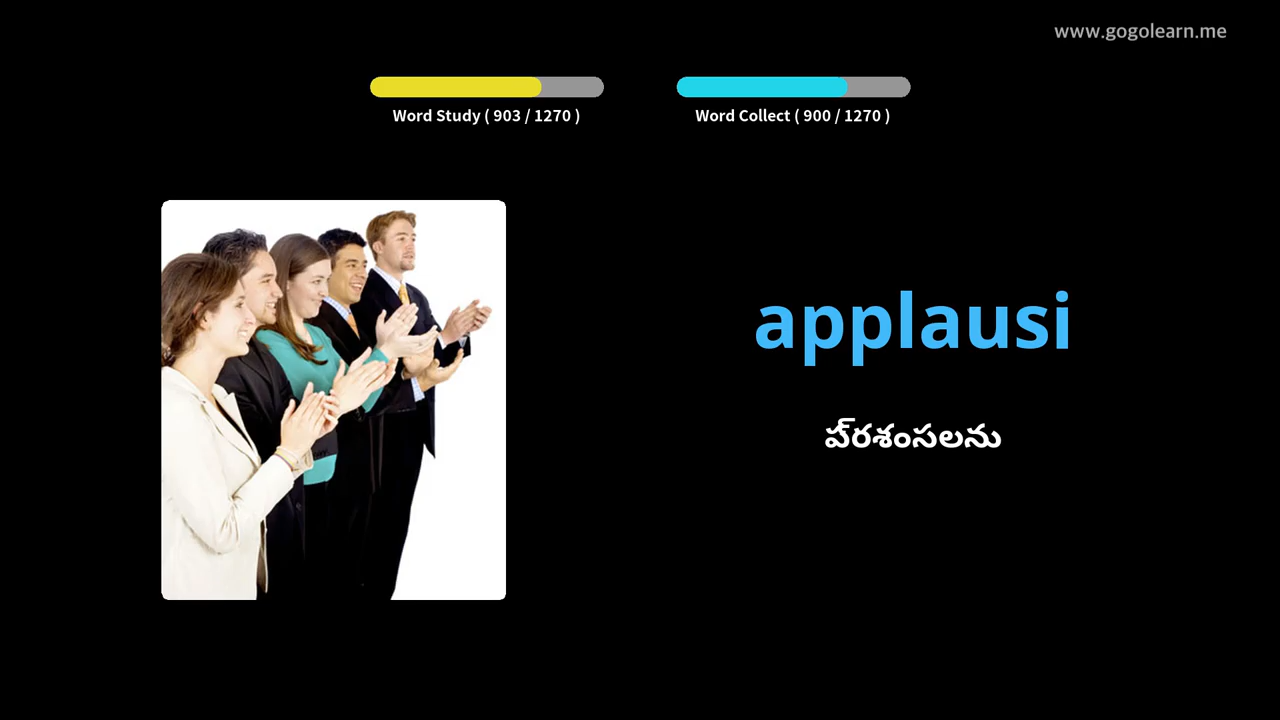 www.gogolearn.me
Word Study ( 903 / 1270 )
Word Collect ( 900 / 1270 )
applausi
ప్రశంసలను